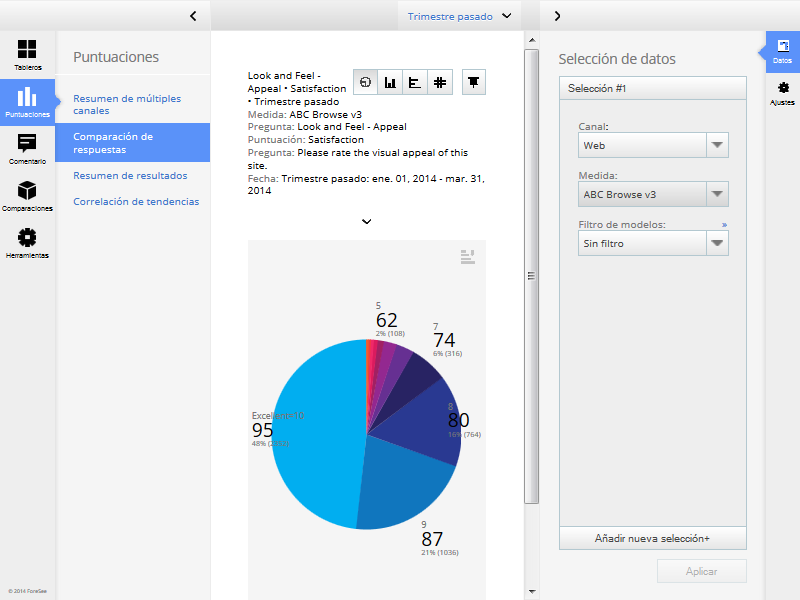 Trimestre pasado
Tableros
Puntuaciones
Comentario
Comparaciones
Herramientas
© 2014 ForeSee
Puntuaciones
Resumen de múltiples
canales
Comparación de
respuestas
Resumen de resultados
Correlación de tendencias
Look and Feel -
Appeal • Satisfaction
• Trimestre pasado
Medida: ABC Browse v3
Pregunta: Look and Feel - Appeal
Puntuación: Satisfaction
Pregunta: Please rate the visual appeal of this
site.
Fecha: Trimestre pasado: ene. 01, 2014 - mar. 31,
2014
5
62
2% (108)
7
74
6% (316)
8
80
16% (764)
9
87
21% (1036)
Excellent=10
95
48%
Selección de datos
Selección #1
Canal:
Web
Medida:
ABC Browse v3
Filtro de modelos: »
Sin filtro
Añadir nueva selección+
Aplicar
Datos
Ajustes